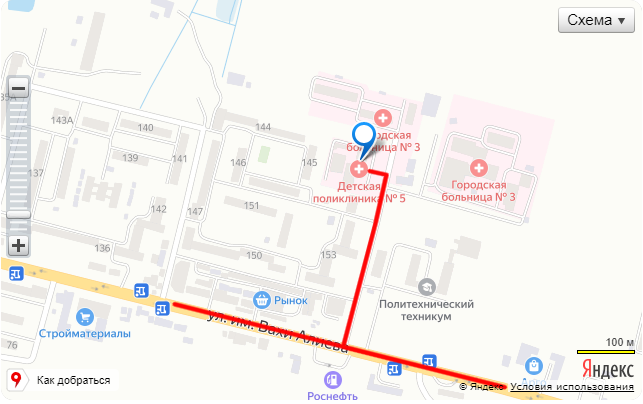 Схема
139А
143А
140
144
141
139
146
145
137
151
142
147
136
150
153
76
Городская
больница № 3
Детская
поликлиника № 5
Городская
больница № 3
Политехнический
техникум
Рынок
Стройматериалы
ул. им. Вахи Алиева
Роснефть
100 м
Яндекс
© Яндекс Условия использования
Как добраться